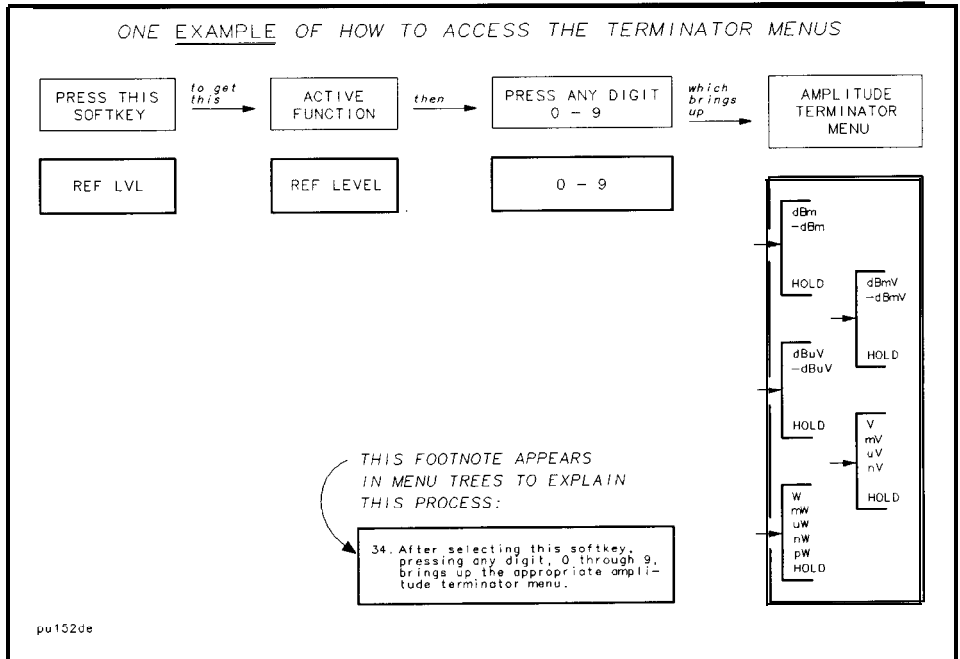 ONE EXAMPLE OF HOW TO ACCESS THE TERMINATOR MENUS
PRESS THIS
SOFTKEY
to get
this
ACTIVE
FUNCTION
then
PRESS ANY DIGIT
0 – 9
which
brings
up
AMPLITUDE
TERMINATOR
MENU
REF LVL
REF LEVEL
0 – 9
dBm
-dBm
HOLD
dBmV
-dBmV
HOLD
dBuV
-dBuV
HOLD
V
mV
uV
nV
HOLD
W
mW
uW
nW
pW
HOLD
THIS FOOTNOTE APPEARS
IN MENU TREES TO EXPLAIN
THIS PROCESS:
34. After selecting this softkey,
pressing any digit, 0 through 9,
brings up the appropriate ampli-
tude terminator menu.
pu152de